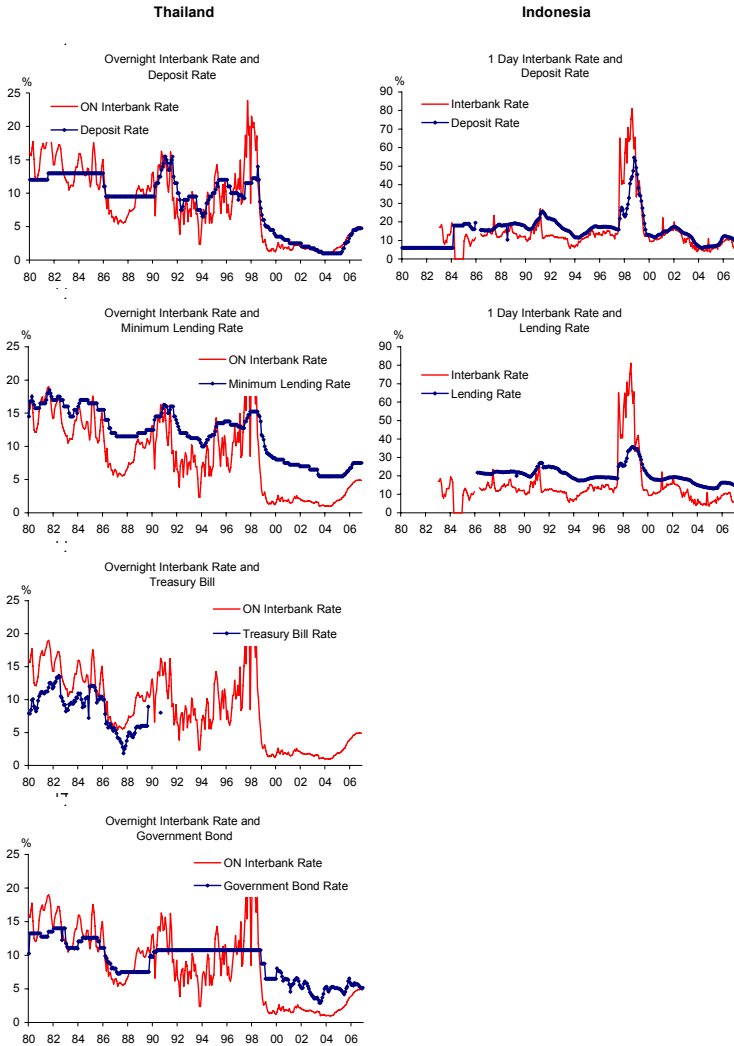 Thailand
Indonesia
Overnight Interbank Rate and
Deposit Rate
%
25
20
15
10
5
0
ON Interbank Rate
Deposit Rate
80 82 84 86 88 90 92 94 96 98 00 02 04 06
1 Day Interbank Rate and
Deposit Rate
%
90
80
70
60
50
40
30
20
10
0
Interbank Rate
Deposit Rate
80 82 84 86 88 90 92 94 96 98 00 02 04 06
Overnight Interbank Rate and
Minimum Lending Rate
%
25
20
15
10
5
0
ON Interbank Rate
Minimum Lending Rate
80 82 84 86 88 90 92 94 96 98 00 02 04 06
1 Day Interbank Rate and
Lending Rate
%
90
80
70
60
50
40
30
20
10
0
Interbank Rate
Lending Rate
80 82 84 86 88 90 92 94 96 98 00 02 04 06
Overnight Interbank Rate and
Treasury Bill
%
25
20
15
10
5
0
ON Interbank Rate
Treasury Bill Rate
80 82 84 86 88 90 92 94 96 98 00 02 04 06
Overnight Interbank Rate and
Government Bond
%
25
20
15
10
5
0
ON Interbank Rate
Government Bond Rate
80 82 84 86 88 90 92 94 96 98 00 02 04 06